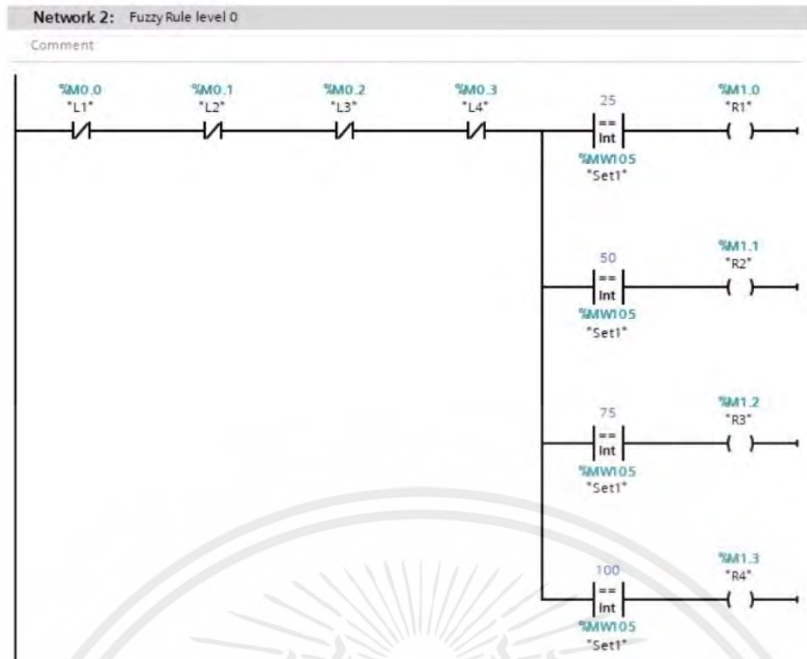 Network 2: Fuzzy Rule level 0
Comment
%M0.0 %M0.1 %M0.2 %M0.3 25 %M1.0
"L1" "L2" "L3" "L4" "R1"
==
Int
%MW105
"Set1"
50 %M1.1
"R2"
==
Int
%MW105
"Set1"
75 %M1.2
"R3"
==
Int
%MW105
"Set1"
100 %M1.3
"R4"
==
Int
%MW105
"Set1"